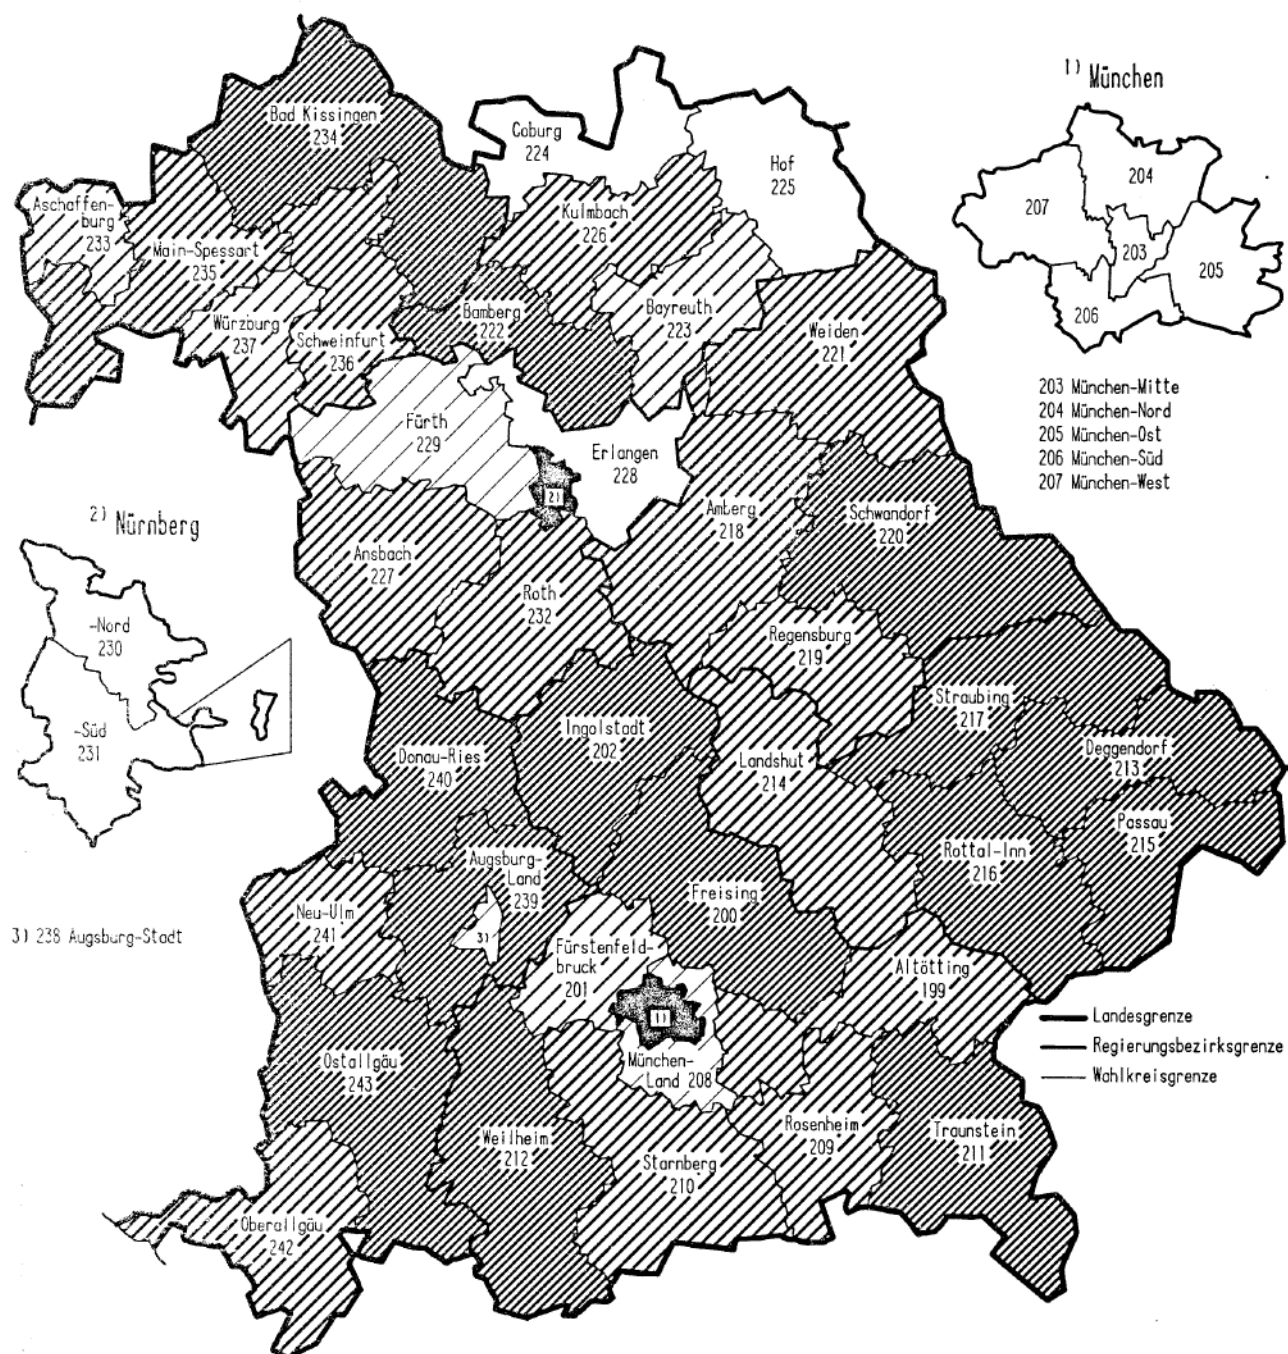 1) München
Bad Kissingen
234
Coburg
224
Hof
225
204
207
203
205
206
Aschaffen-
burg
233
Main-Spessart
235
Kulmbach
226
Würzburg
237
Schweinfurt
236
Bamberg
222
Bayreuth
223
Weiden
221
203 München-Mitte
204 München-Nord
205 München-Ost
206 München-Süd
207 München-West
Fürth
229
Erlangen
228
2)
2) Nürnberg
Ansbach
227
Amberg
218
Schwandorf
220
-Nord
230
Roth
232
Regensburg
219
-Süd
231
Straubing
217
Ingolstadt
202
Donau-Ries
240
Landshut
214
Deggendorf
213
Passau
215
Augsburg-
Land
239
Rottal-Inn
216
Freising
200
Neu-Ulm
241
3)
3) 238 Augsburg-Stadt
Fürstenfeld-
bruck
201
Altötting
199
1)
Landesgrenze
Regierungsbezirksgrenze
Wahlkreisgrenze
München-
Land 208
Ostallgäu
243
Weilheim
212
Starnberg
210
Rosenheim
209
Traunstein
211
Oberallgäu
242